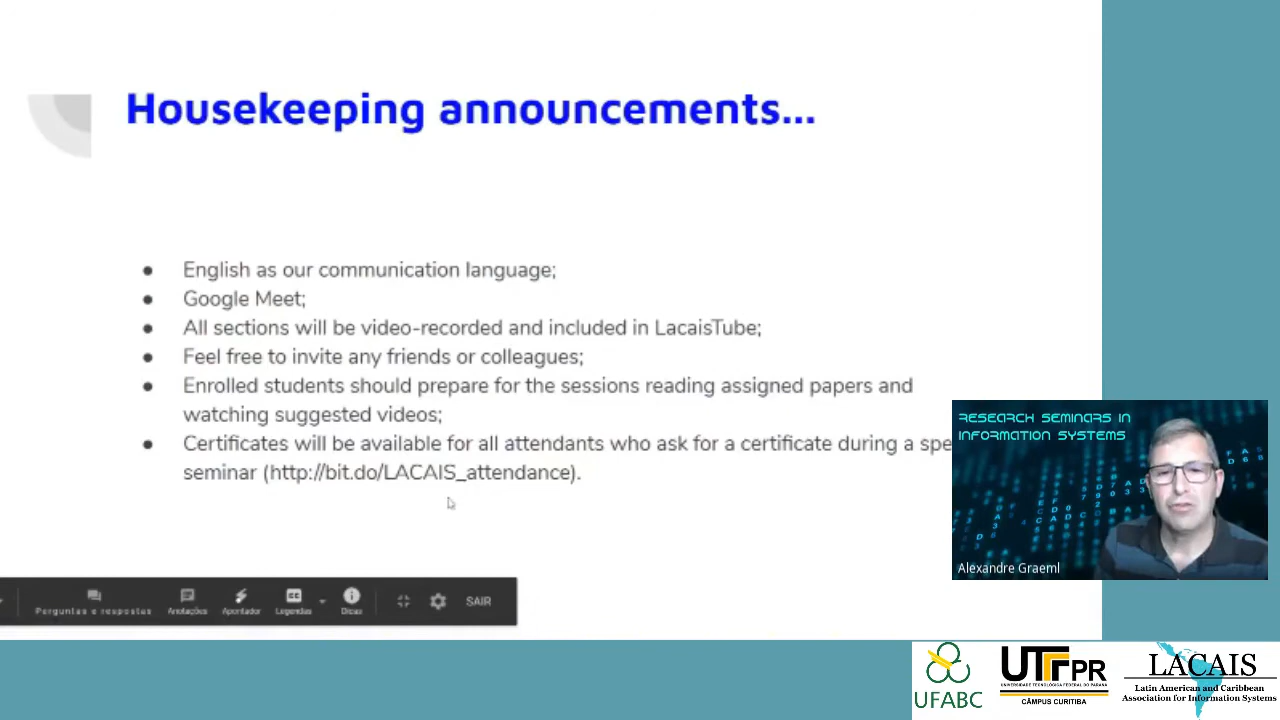 Housekeeping announcements...
● English as our communication language;
● Google Meet;
● All sections will be video-recorded and included in LacaisTube;
● Feel free to invite any friends or colleagues;
● Enrolled students should prepare for the sessions reading assigned papers and
watching suggested videos;
● Certificates will be available for all attendants who ask for a certificate during a spe
seminar (http://bit.do/LACAIS_attendance).
RESEARCH SEMINARS IN
INFORMATION SYSTEMS
Alexandre Graeml
Perguntas e respostas Anotações Apontador Legendas Dicas SAIR
UFABC
UTFPR
UNIVERSIDADE TECNOLÓGICA FEDERAL DO PARANÁ
CÂMPUS CURITIBA
LACAIS
Latin American and Caribbean
Association for Information Systems